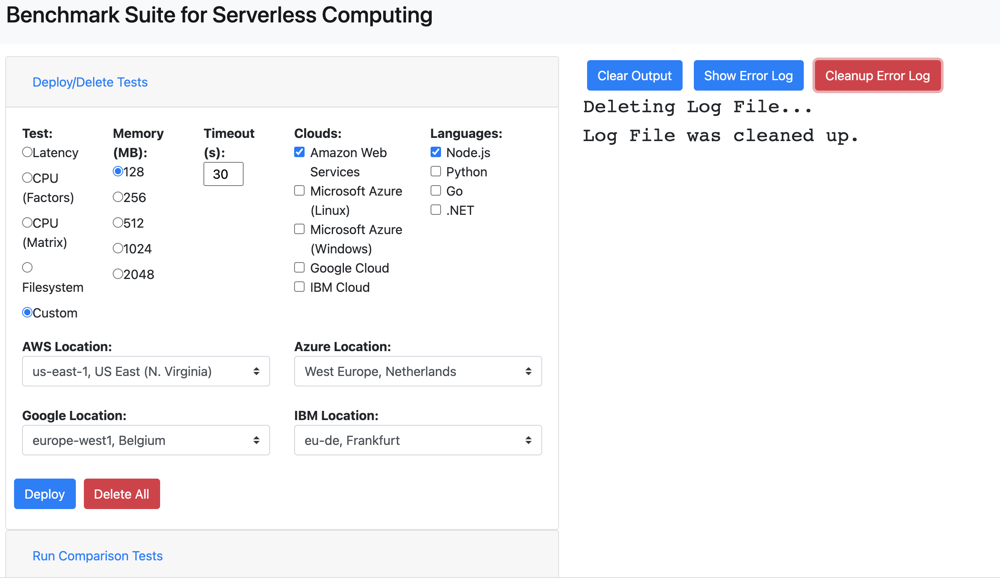 Benchmark Suite for Serverless Computing
Deploy/Delete Tests
Test:
Latency
CPU
(Factors)
CPU
(Matrix)
Filesystem
Custom
Memory
(MB):
128
256
512
1024
2048
Timeout
(s):
30
Clouds:
Amazon Web
Services
Microsoft Azure
(Linux)
Microsoft Azure
(Windows)
Google Cloud
IBM Cloud
Languages:
Node.js
Python
Go
.NET
AWS Location:
us-east-1, US East (N. Virginia)
Azure Location:
West Europe, Netherlands
Google Location:
europe-west1, Belgium
IBM Location:
eu-de, Frankfurt
Deploy
Delete All
Run Comparison Tests
Clear Output
Show Error Log
Cleanup Error Log
Deleting Log File...
Log File was cleaned up.